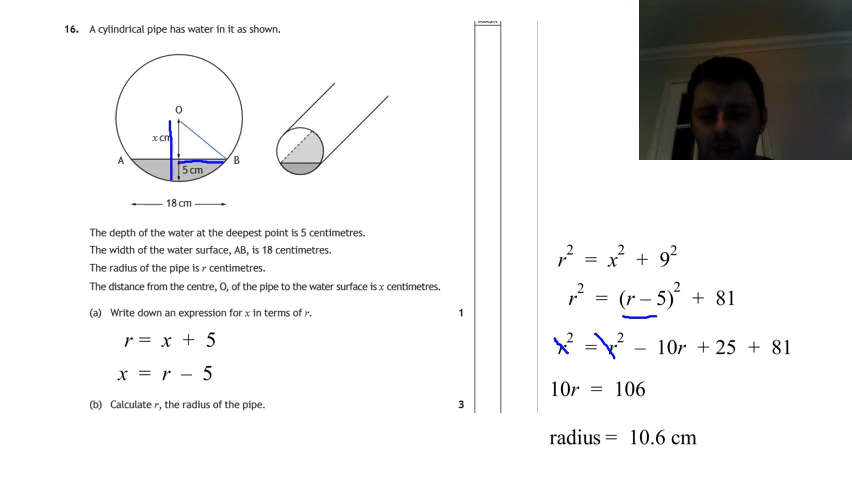 16. A cylindrical pipe has water in it as shown.
O
x cm
A
B
5 cm
18 cm
The depth of the water at the deepest point is 5 centimetres.
The width of the water surface, AB, is 18 centimetres.
The radius of the pipe is r centimetres.
The distance from the centre, O, of the pipe to the water surface is x centimetres.
(a) Write down an expression for x in terms of r. 1
r = x + 5
x = r − 5
(b) Calculate r, the radius of the pipe. 3
r² = x² + 9²
r² = (r − 5)² + 81
r² = r² − 10r + 25 + 81
10r = 106
radius = 10.6 cm